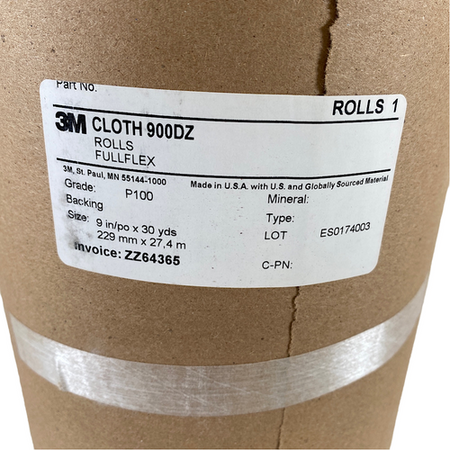 Part No.
ROLLS 1
3M CLOTH 900DZ
ROLLS
FULLFLEX
3M, St. Paul, MN 55144-1000
Made in U.S.A. with U.S. and Globally Sourced Material
Grade: P100
Mineral:
Backing
Type:
Size: 9 in/po x 30 yds
229 mm x 27,4 m
LOT ES0174003
Invoice: ZZ64365
C-PN: